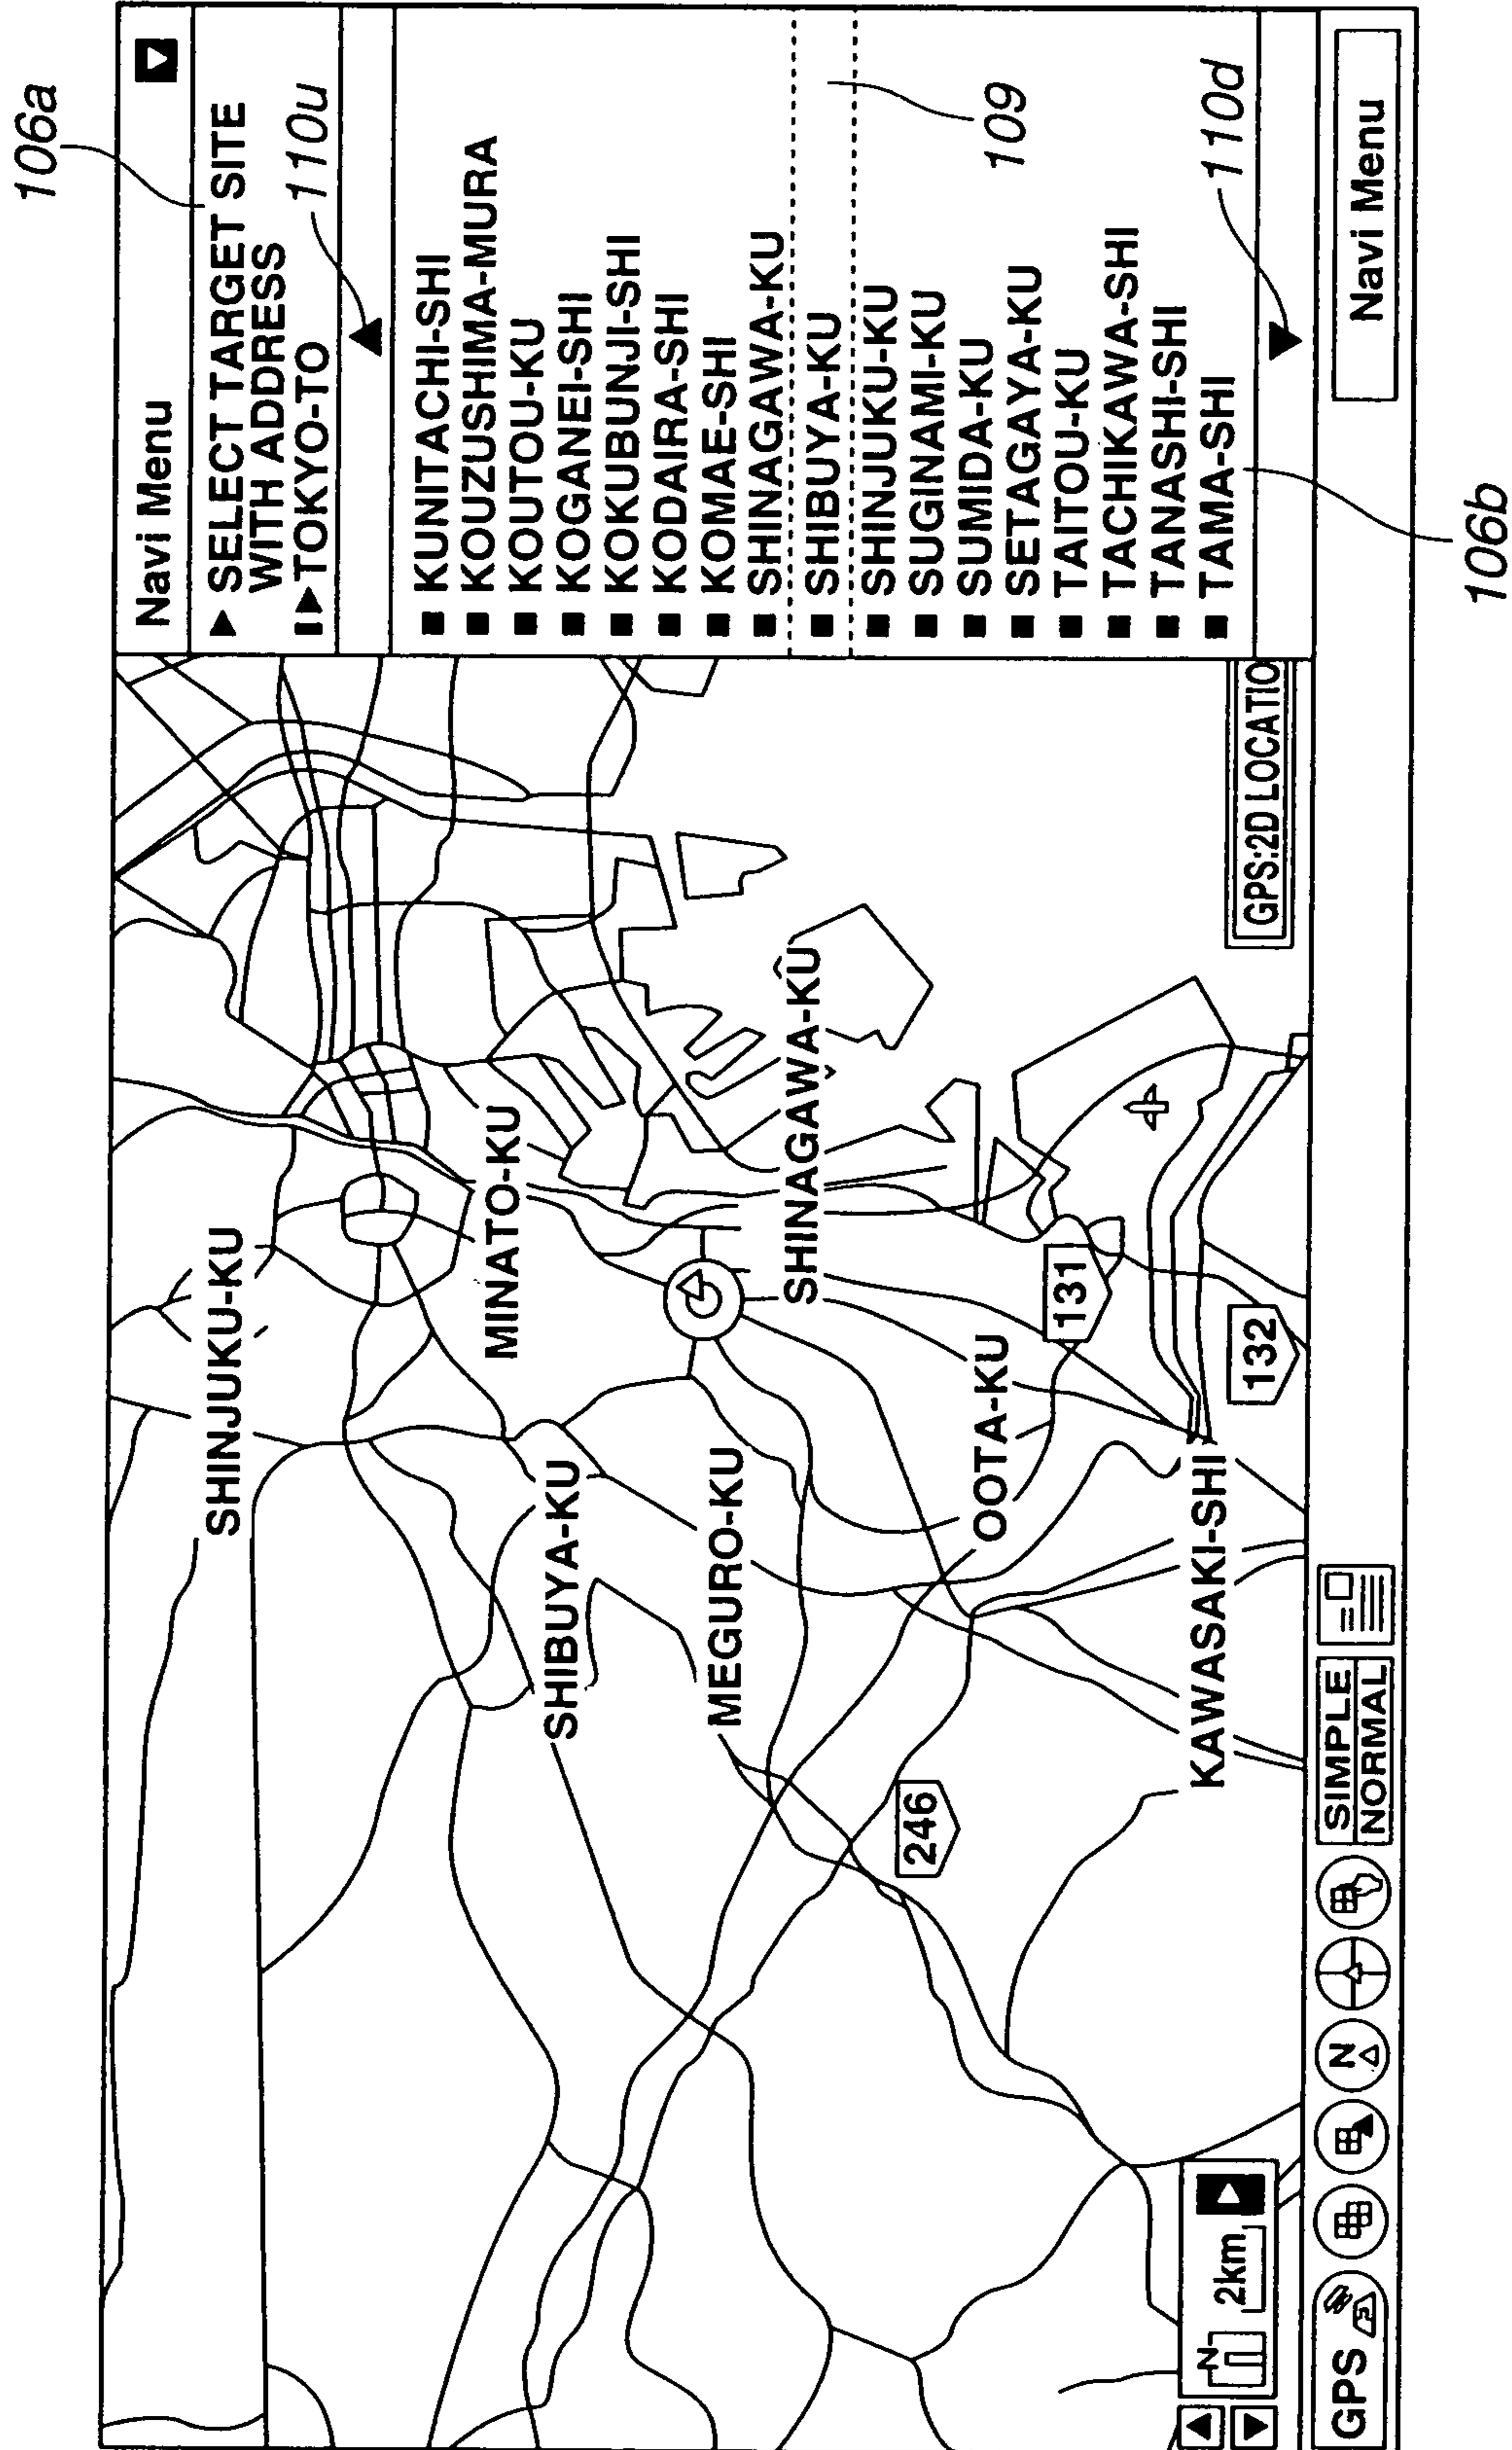 106a
Navi Menu
SELECT TARGET SITE
WITH ADDRESS
TOKYO-TO
110u
KUNITACHI-SHI
KOUZUSHIMA-MURA
KOUTOU-KU
KOGANEI-SHI
KOKUBUNJI-SHI
KODAIRA-SHI
KOMAE-SHI
SHINAGAWA-KU
SHIBUYA-KU
109
SHINJUKU-KU
SUGINAMI-KU
SUMIDA-KU
SETAGAYA-KU
TAITOU-KU
TACHIKAWA-SHI
TANASHI-SHI
TAMA-SHI
110d
106b
SHINJUKU-KU
MINATO-KU
SHIBUYA-KU
MEGURO-KU
SHINAGAWA-KU
OOTA-KU
246
131
KAWASAKI-SHI
132
GPS:2D LOCATIO
N
2km
GPS
N
SIMPLE
NORMAL
Navi Menu